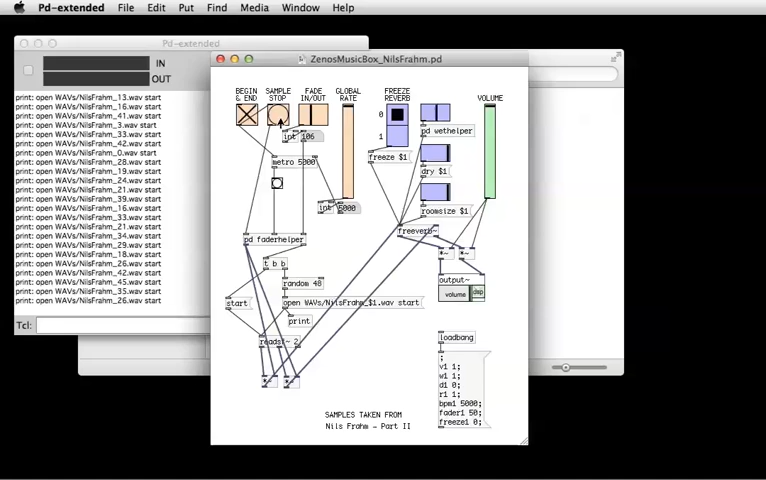 Pd-extended File Edit Put Find Media Window Help
Pd-extended
IN
OUT
print: open WAVs/NilsFrahm_13.wav start
print: open WAVs/NilsFrahm_16.wav start
print: open WAVs/NilsFrahm_41.wav start
print: open WAVs/NilsFrahm_3.wav start
print: open WAVs/NilsFrahm_33.wav start
print: open WAVs/NilsFrahm_42.wav start
print: open WAVs/NilsFrahm_0.wav start
print: open WAVs/NilsFrahm_28.wav start
print: open WAVs/NilsFrahm_19.wav start
print: open WAVs/NilsFrahm_24.wav start
print: open WAVs/NilsFrahm_21.wav start
print: open WAVs/NilsFrahm_39.wav start
print: open WAVs/NilsFrahm_16.wav start
print: open WAVs/NilsFrahm_33.wav start
print: open WAVs/NilsFrahm_21.wav start
print: open WAVs/NilsFrahm_34.wav start
print: open WAVs/NilsFrahm_29.wav start
print: open WAVs/NilsFrahm_18.wav start
print: open WAVs/NilsFrahm_26.wav start
print: open WAVs/NilsFrahm_42.wav start
print: open WAVs/NilsFrahm_45.wav start
print: open WAVs/NilsFrahm_35.wav start
print: open WAVs/NilsFrahm_26.wav start
Tcl:
ZenosMusicBox_NilsFrahm.pd
BEGIN
& END
SAMPLE
STOP
FADE
IN/OUT
GLOBAL
RATE
FREEZE
REVERB
VOLUME
0
1
int 106
pd wethelper
metro 5000
freeze $1
dry $1
int 5000
roomsize $1
freeverb~
pd faderhelper
*~ *~
t b b
output~
random 48
volume dsp
start
open WAVs/NilsFrahm_$1.wav start
print
readsf~ 2
loadbang
;
v1 1;
w1 1;
d1 0;
r1 1;
bpm1 5000;
fader1 50;
freeze1 0;
*~ *~
SAMPLES TAKEN FROM
Nils Frahm - Part II